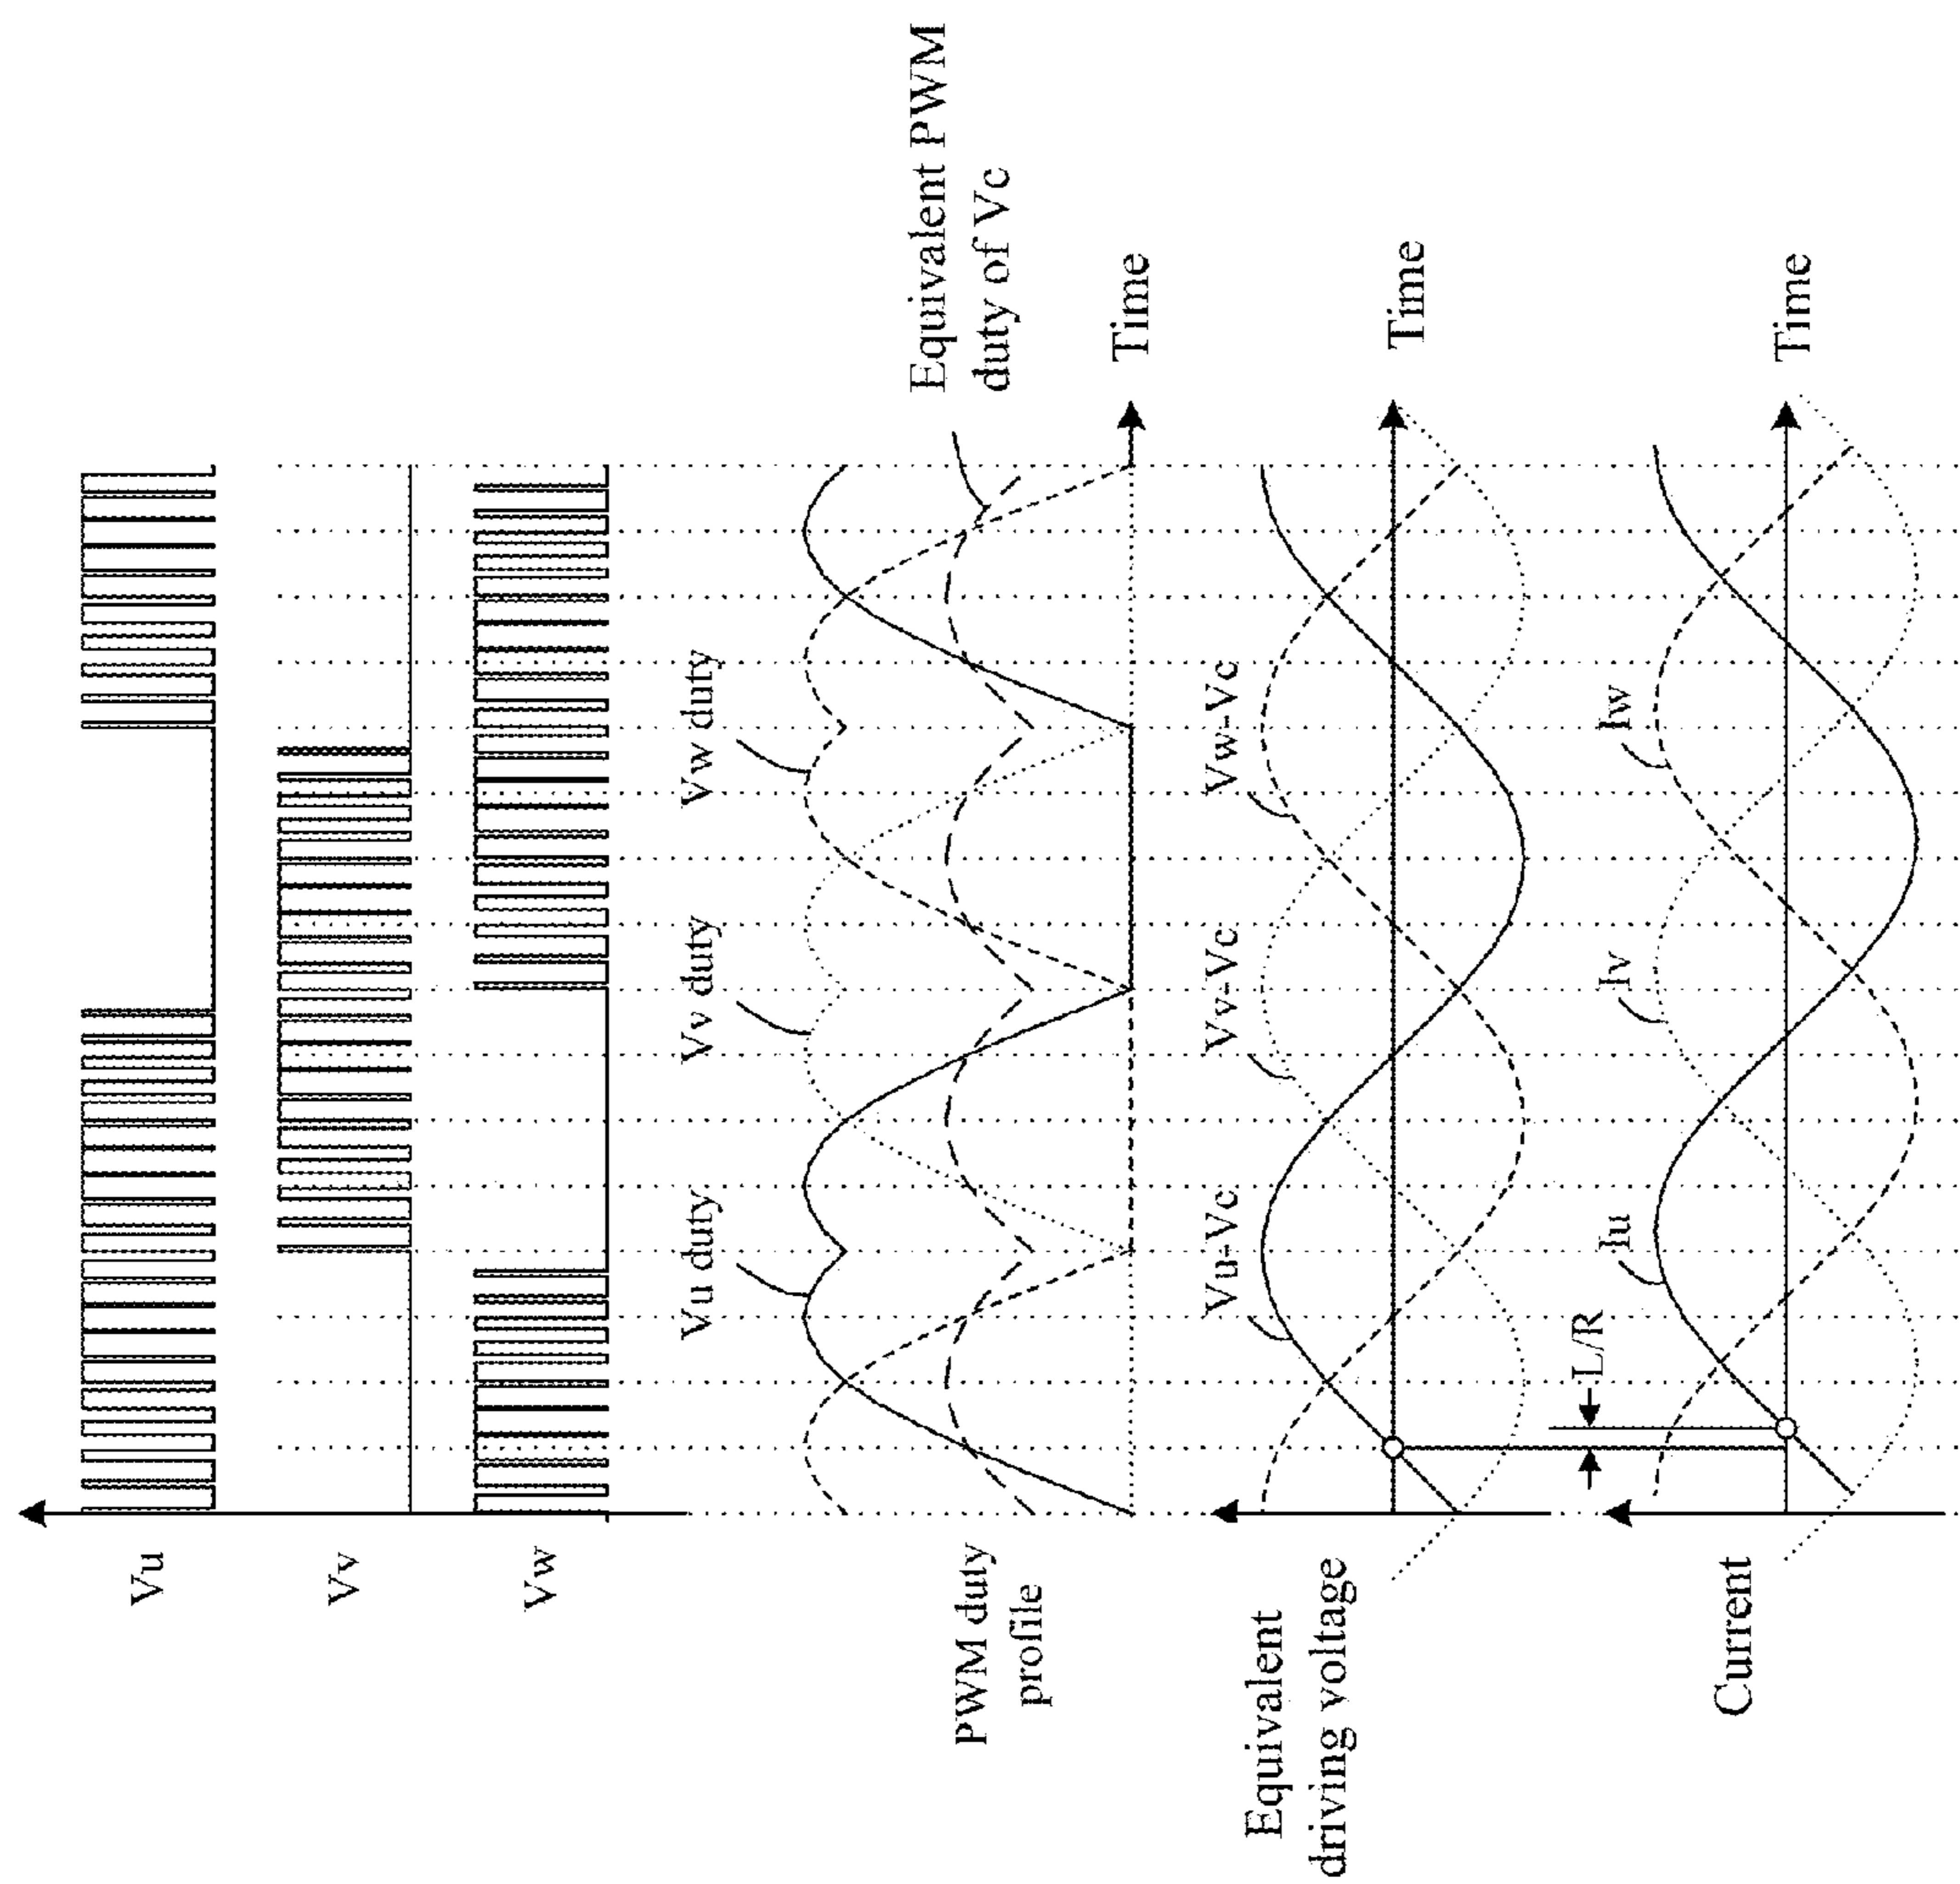 Vu
Vv
Vw
Vu duty
Vv duty
Vw duty
PWM duty
profile
Equivalent PWM
duty of Vc
Time
Vu-Vc
Vv-Vc
Vw-Vc
Equivalent
driving voltage
Time
L/R
Iu
Iv
Iw
Current
Time